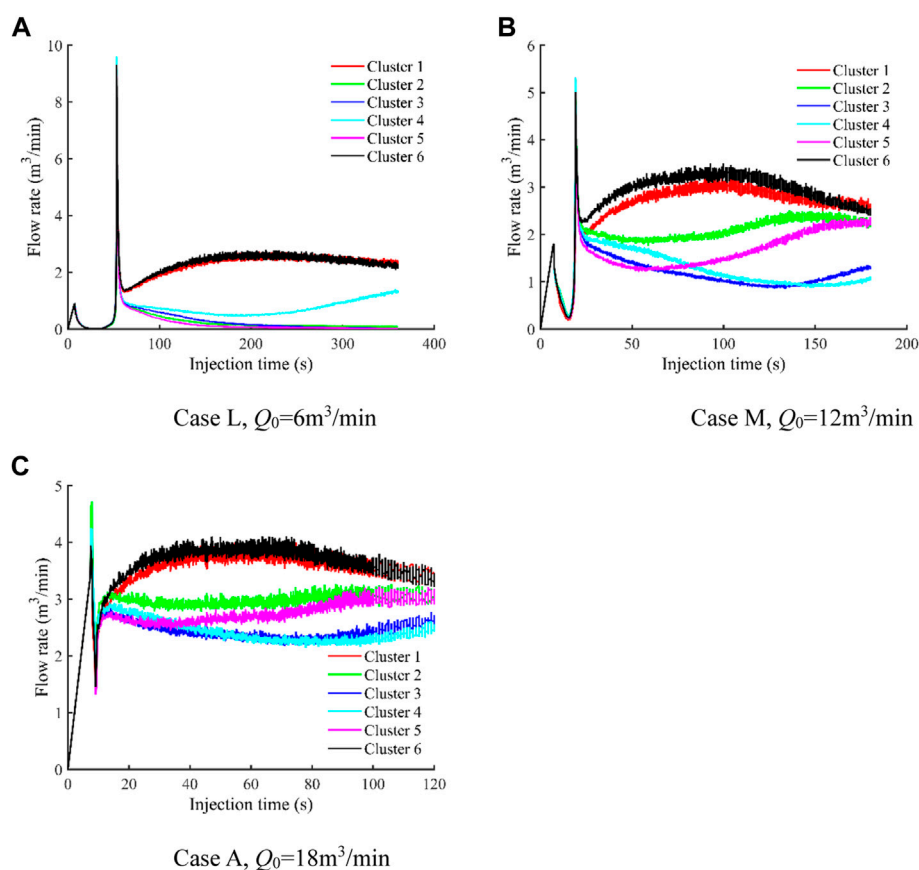 A
10
8
6
4
2
0
Flow rate (m³/min)
Cluster 1
Cluster 2
Cluster 3
Cluster 4
Cluster 5
Cluster 6
0 100 200 300 400
Injection time (s)
Case L, Q₀=6m³/min
B
6
5
4
3
2
1
0
Flow rate (m³/min)
Cluster 1
Cluster 2
Cluster 3
Cluster 4
Cluster 5
Cluster 6
0 50 100 150 200
Injection time (s)
Case M, Q₀=12m³/min
C
5
4
3
2
1
0
Flow rate (m³/min)
Cluster 1
Cluster 2
Cluster 3
Cluster 4
Cluster 5
Cluster 6
0 20 40 60 80 100 120
Injection time (s)
Case A, Q₀=18m³/min